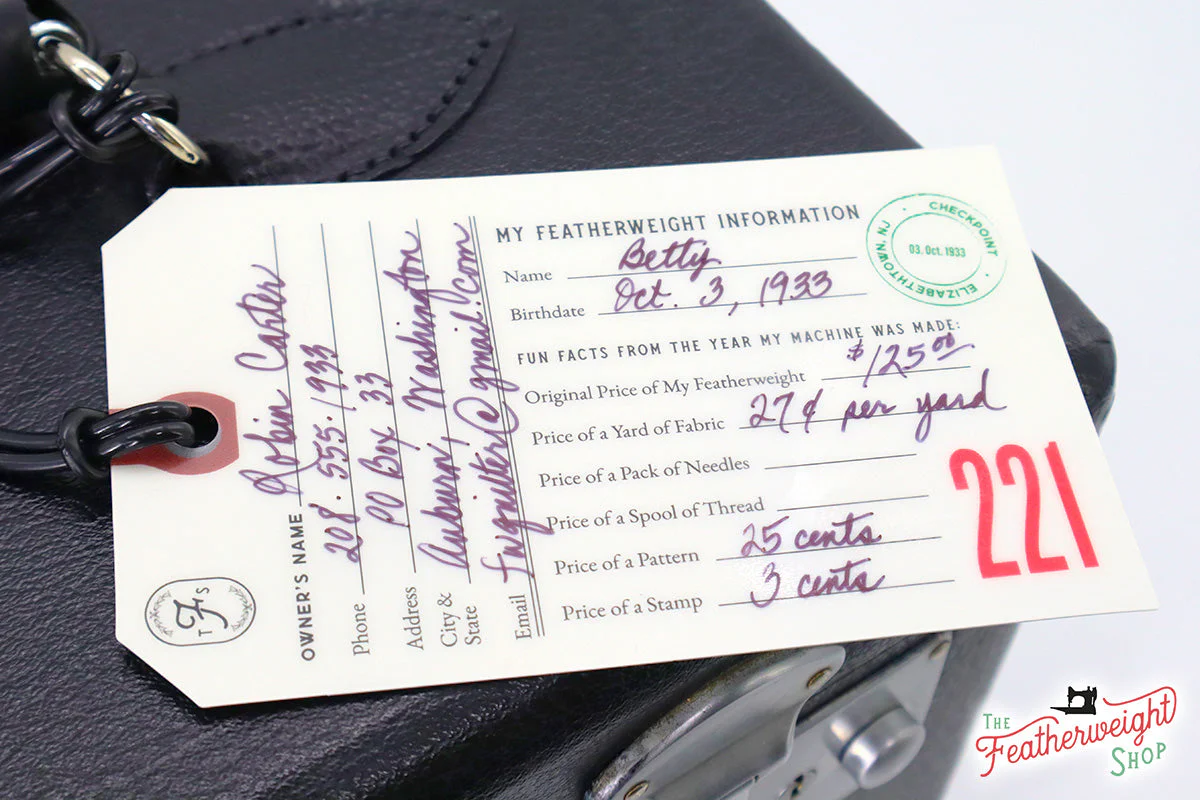 MY FEATHERWEIGHT INFORMATION
Name Betty
Birthdate Oct. 3, 1933
FUN FACTS FROM THE YEAR MY MACHINE WAS MADE:
Original Price of My Featherweight $125.00
Price of a Yard of Fabric 27¢ per yard
Price of a Pack of Needles
Price of a Spool of Thread
Price of a Pattern 25 cents
Price of a Stamp 3 cents
221
CHECKPOINT
03. Oct. 1933
ELIZABETHTOWN, NJ
OWNER'S NAME Robin Carter
Phone 208.555.1933
Address PO Box 33
City & State Auburn, Washington
Email fwquilter@gmail.com
TFS
THE
Featherweight
SHOP